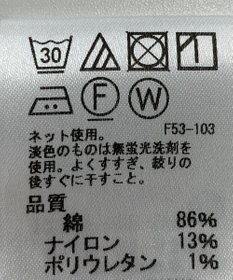 30
F W
F53-103
ネット使用。
淡色のものは無蛍光洗剤を
使用。よくすすぎ、絞りの
後すぐに干すこと。
品質
綿 86%
ナイロン 13%
ポリウレタン 1%